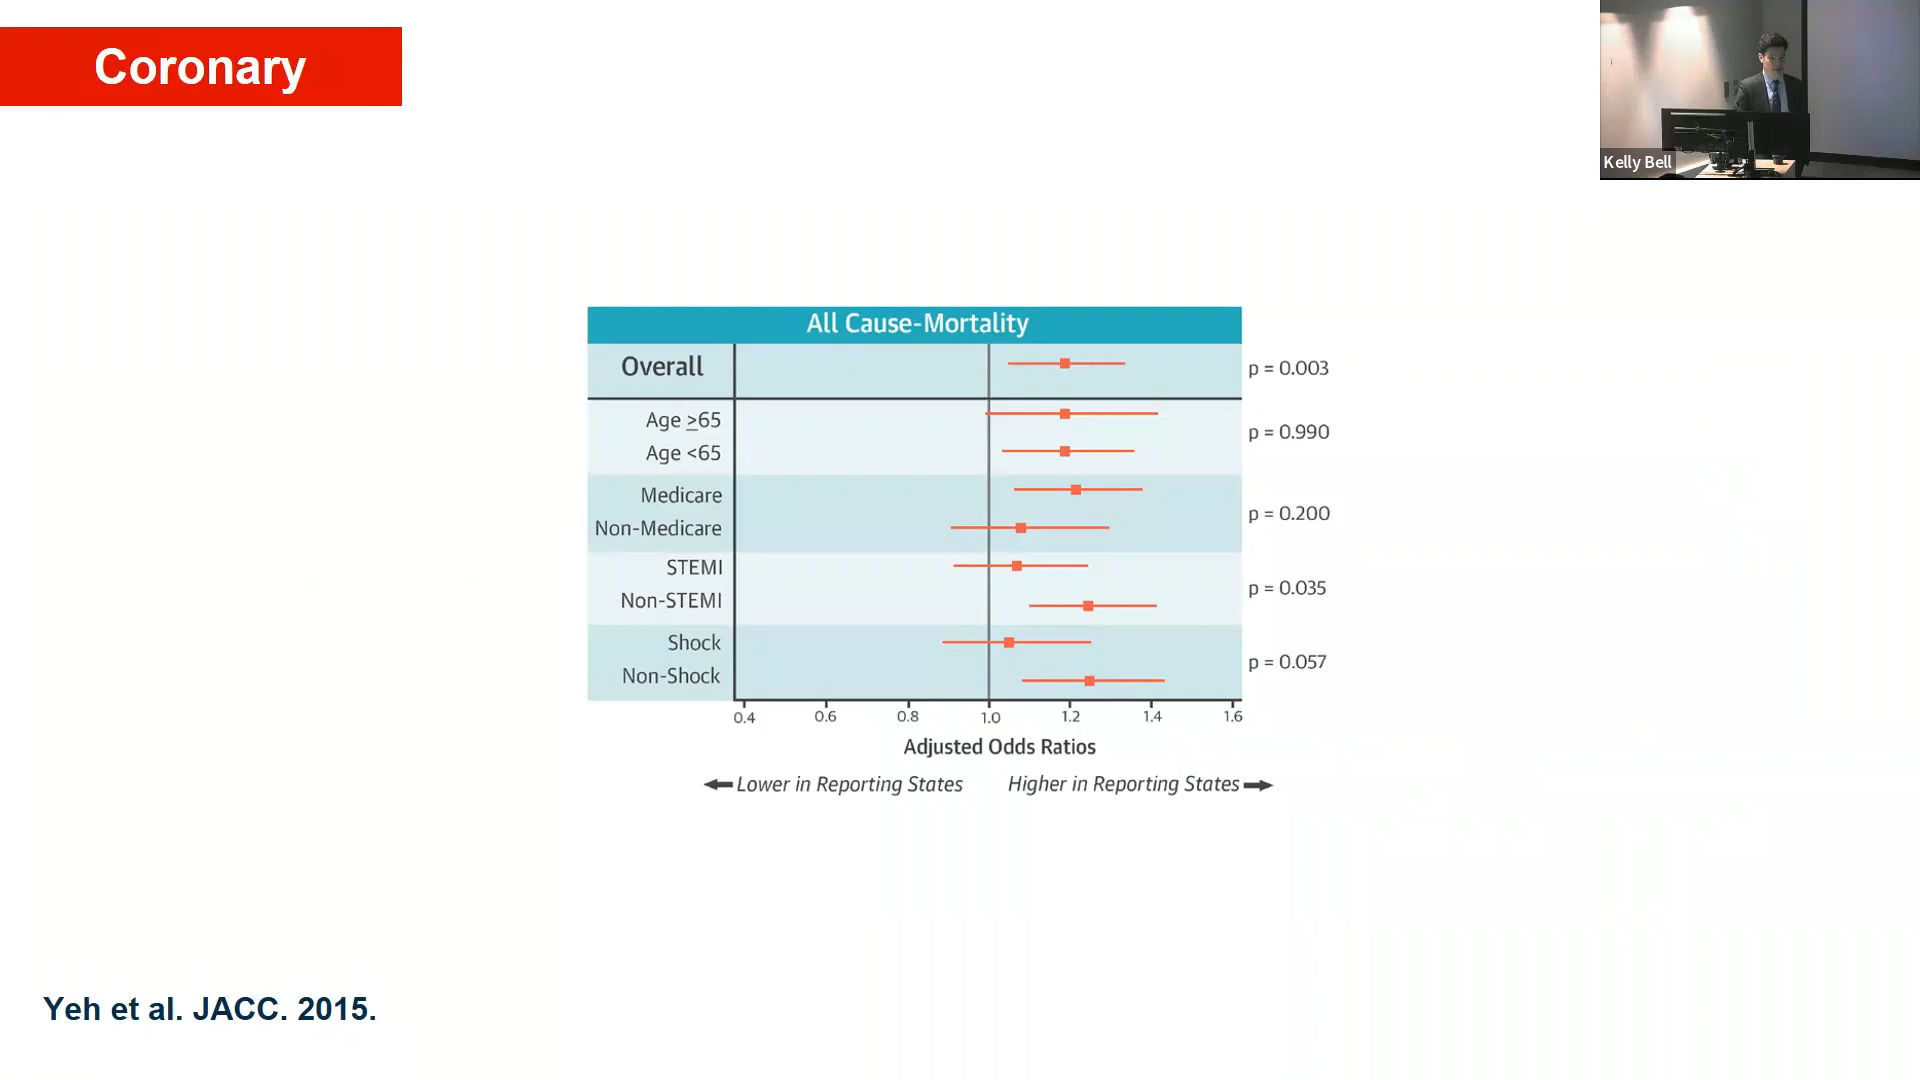 Coronary
Kelly Bell
All Cause-Mortality
Overall
p = 0.003
Age ≥65
Age <65
p = 0.990
Medicare
Non-Medicare
p = 0.200
STEMI
Non-STEMI
p = 0.035
Shock
Non-Shock
p = 0.057
0.4 0.6 0.8 1.0 1.2 1.4 1.6
Adjusted Odds Ratios
Lower in Reporting States Higher in Reporting States
Yeh et al. JACC. 2015.